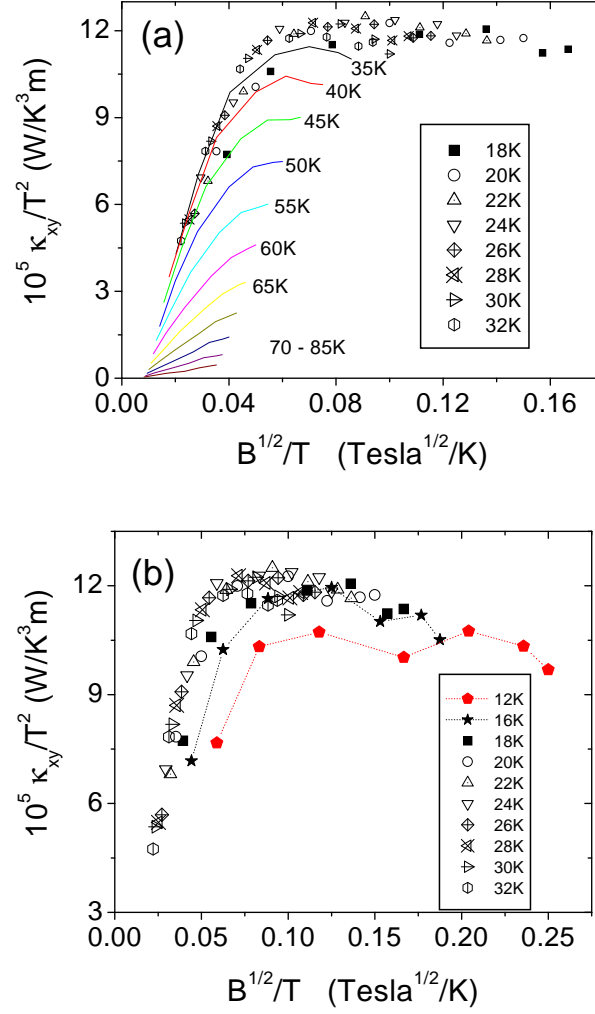 (a)
10^5 κ_xy/T^2 (W/K^3m)
12
9
6
3
0
35K
40K
45K
50K
55K
60K
65K
70 - 85K
18K
20K
22K
24K
26K
28K
30K
32K
0.00 0.04 0.08 0.12 0.16
B^1/2/T (Tesla^1/2/K)
(b)
10^5 κ_xy/T^2 (W/K^3m)
12
9
6
3
12K
16K
18K
20K
22K
24K
26K
28K
30K
32K
0.00 0.05 0.10 0.15 0.20 0.25
B^1/2/T (Tesla^1/2/K)